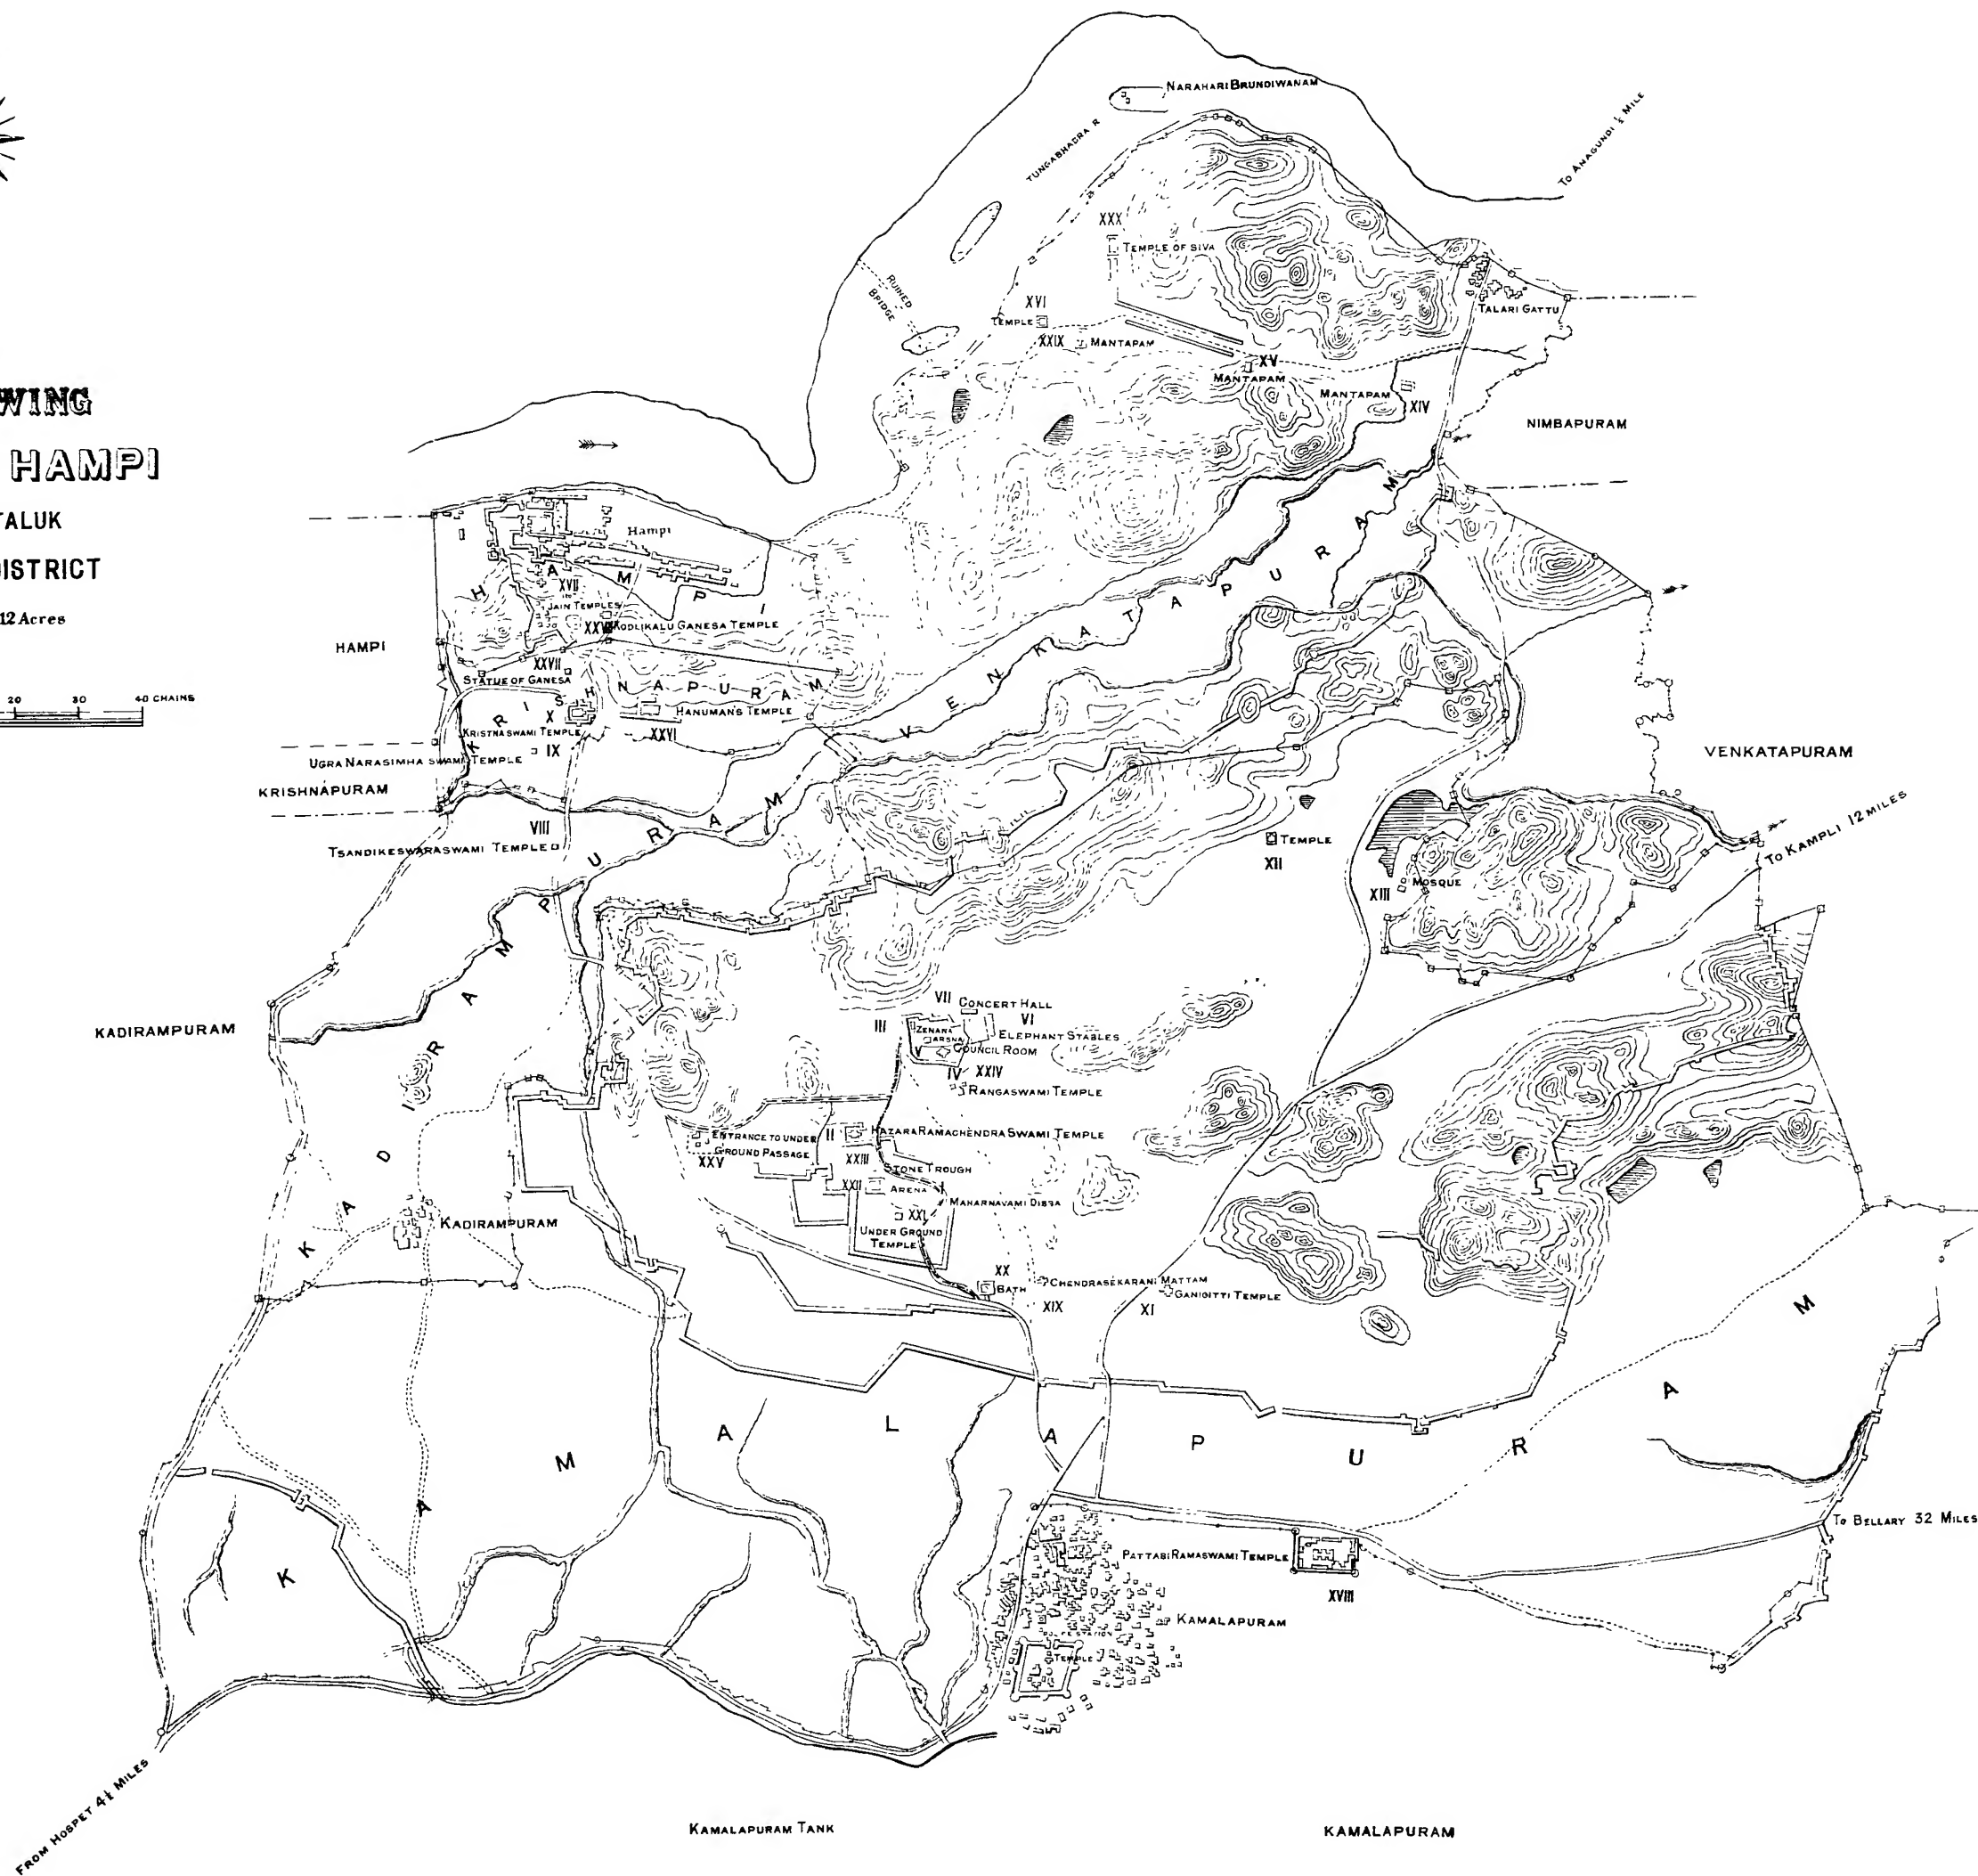 WING
HAMPI
TALUK
DISTRICT
12 Acres
20 30 40 CHAINS
NARAHARI BRUNDIWANAM
TUNGABHADRA R
TO ANAGUNDI ½ MILE
XXX
TEMPLE OF SIVA
RUINED
BRIDGE
XVI
TEMPLE
XXIX MANTAPAM
TALARI GATTU
XV
MANTAPAM
MANTAPAM
XIV
NIMBAPURAM
Hampi
HAMPI
XVII
JAIN TEMPLES
KODLIKALU GANESA TEMPLE
HAMPI
XXVII
STATUE OF GANESA
KRISHNAPURAM
X
HANUMAN'S TEMPLE
KRISTNASWAMI TEMPLE
XXVI
IX
UGRA NARASIMHA SWAMI TEMPLE
KRISHNÁPURAM
VENKATAPURAM
VENKATAPURAM
VIII
TSANDIKESWARASWAMI TEMPLE
TEMPLE
XII
XIII MOSQUE
TO KAMPLI 12 MILES
KADIRAMPURAM
KADIRAMPURAM
VII CONCERT HALL
III
VI
ZENANA
ELEPHANT STABLES
V
COUNCIL ROOM
IV XXIV
RANGASWAMI TEMPLE
ENTRANCE TO UNDER
GROUND PASSAGE
XXV
II
HAZARA RAMACHENDRA SWAMI TEMPLE
XXIII
STONE TROUGH
XXII ARENA
MAHARNAVAMI DIBBA
XXI
UNDER GROUND
TEMPLE
KADIRAMPURAM
XX
BATH
CHENDRASEKARANI MATTAM
XIX
GANIGITTI TEMPLE
XI
KAMALAPURAM
TO BELLARY 32 MILES
PATTABI RAMASWAMI TEMPLE
XVIII
KAMALAPURAM
TEMPLE
FROM HOSPET 4½ MILES
KAMALAPURAM TANK
KAMALAPURAM